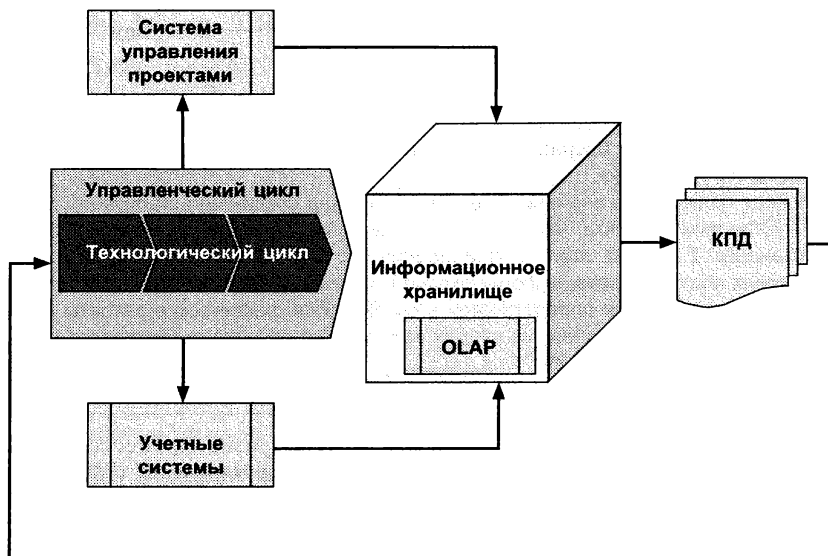 Система
управления
проектами
Управленческий цикл
Технологический цикл
Информационное
хранилище
OLAP
КПД
Учетные
системы